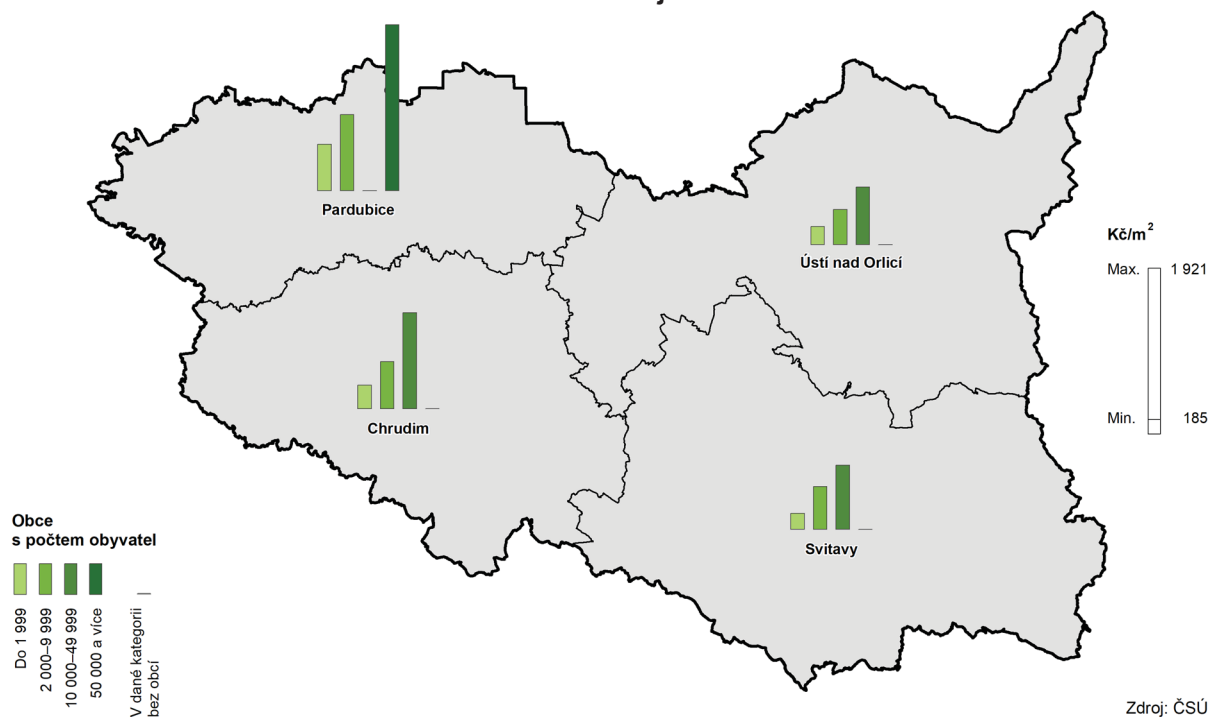 Pardubice
Ústí nad Orlicí
Chrudim
Svitavy
Kč/m²
Max. 1 921
Min. 185
Obce
s počtem obyvatel
Do 1 999
2 000–9 999
10 000–49 999
50 000 a více
V dané kategorii
bez obcí
Zdroj: ČSÚ